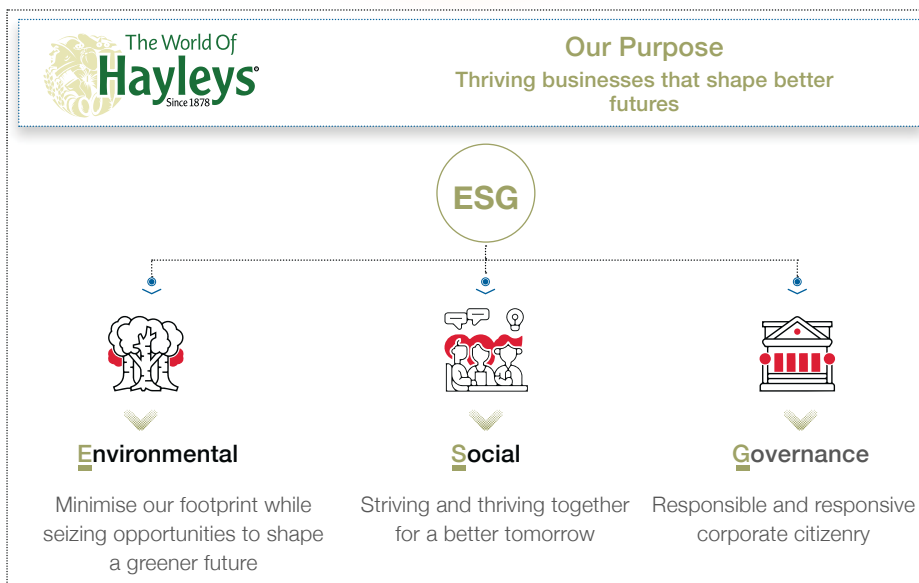 The World Of
Hayleys
Since 1878
Our Purpose
Thriving businesses that shape better
futures
ESG
Environmental
Minimise our footprint while
seizing opportunities to shape
a greener future
Social
Striving and thriving together
for a better tomorrow
Governance
Responsible and responsive
corporate citizenry